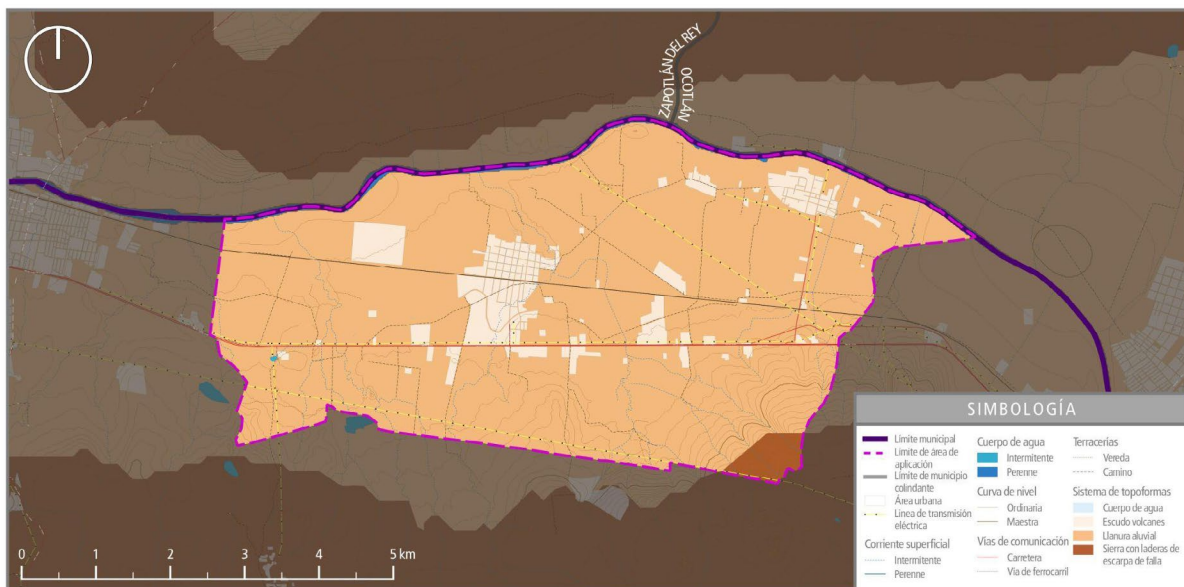 ZAPOTLÁN DEL REY
OCOTLÁN
SIMBOLOGÍA
Límite municipal
Límite de área de aplicación
Límite de municipio colindante
Área urbana
Línea de transmisión eléctrica
Corriente superficial
Intermitente
Perenne
Cuerpo de agua
Intermitente
Perenne
Curva de nivel
Ordinaria
Maestra
Vías de comunicación
Carretera
Vía de ferrocarril
Terracerías
Vereda
Camino
Sistema de topoformas
Cuerpo de agua
Escudo volcanes
Llanura aluvial
Sierra con laderas de escarpa de falla
0 1 2 3 4 5 km